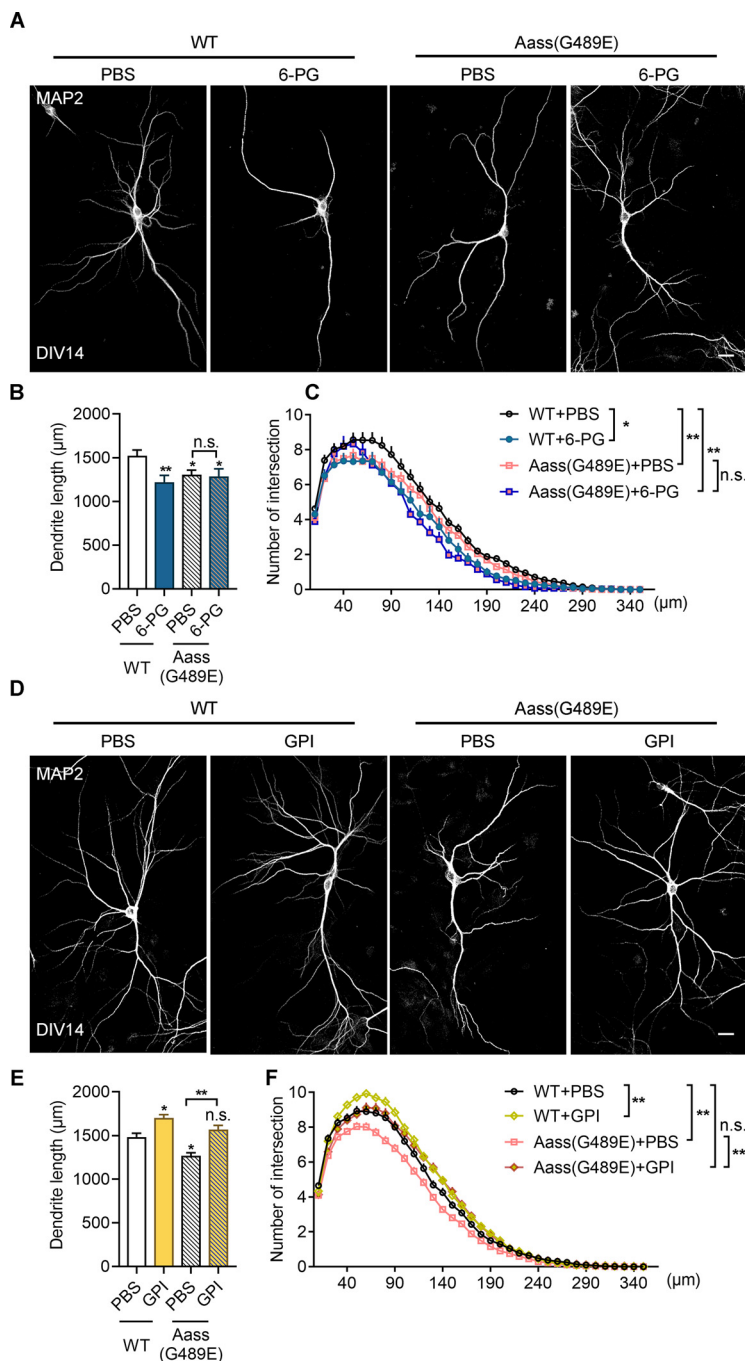 A
WT
Aass(G489E)
PBS
6-PG
PBS
6-PG
MAP2
DIV14
B
Dendrite length (µm)
2000
1500
1000
500
0
**
*
n.s.
*
PBS
6-PG
PBS
6-PG
WT
Aass
(G489E)
C
Number of intersection
10
8
6
4
2
0
40
90
140
190
240
290
340
(µm)
WT+PBS
WT+6-PG
Aass(G489E)+PBS
Aass(G489E)+6-PG
*
**
**
n.s.
D
WT
Aass(G489E)
PBS
GPI
PBS
GPI
MAP2
DIV14
E
Dendrite length (µm)
2000
1500
1000
500
0
*
*
**
n.s.
PBS
GPI
PBS
GPI
WT
Aass
(G489E)
F
Number of intersection
10
8
6
4
2
0
40
90
140
190
240
290
340
(µm)
WT+PBS
WT+GPI
Aass(G489E)+PBS
Aass(G489E)+GPI
**
**
n.s.
**